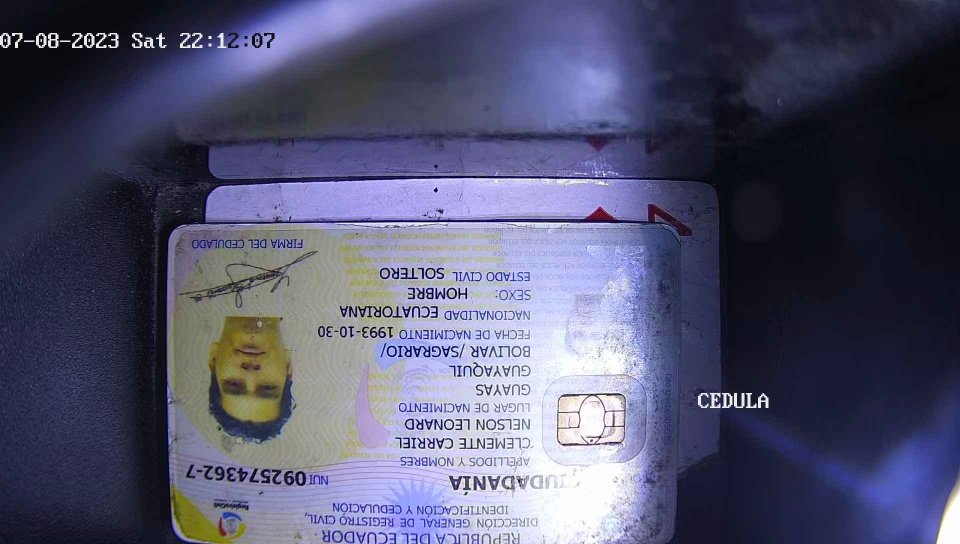 07-08-2023 Sat 22:12:07
CEDULA
REPÚBLICA DEL ECUADOR
DIRECCIÓN GENERAL DE REGISTRO CIVIL,
IDENTIFICACIÓN Y CEDULACIÓN
CIUDADANÍA
NUI 092574362-7
APELLIDOS Y NOMBRES
CLEMENTE CARRIEL
NELSON LEONARD
LUGAR DE NACIMIENTO
GUAYAS
GUAYAQUIL
BOLIVAR /SAGRARIO/
FECHA DE NACIMIENTO 1993-10-30
NACIONALIDAD ECUATORIANA
SEXO: HOMBRE
ESTADO CIVIL SOLTERO
FIRMA DEL CEDULADO